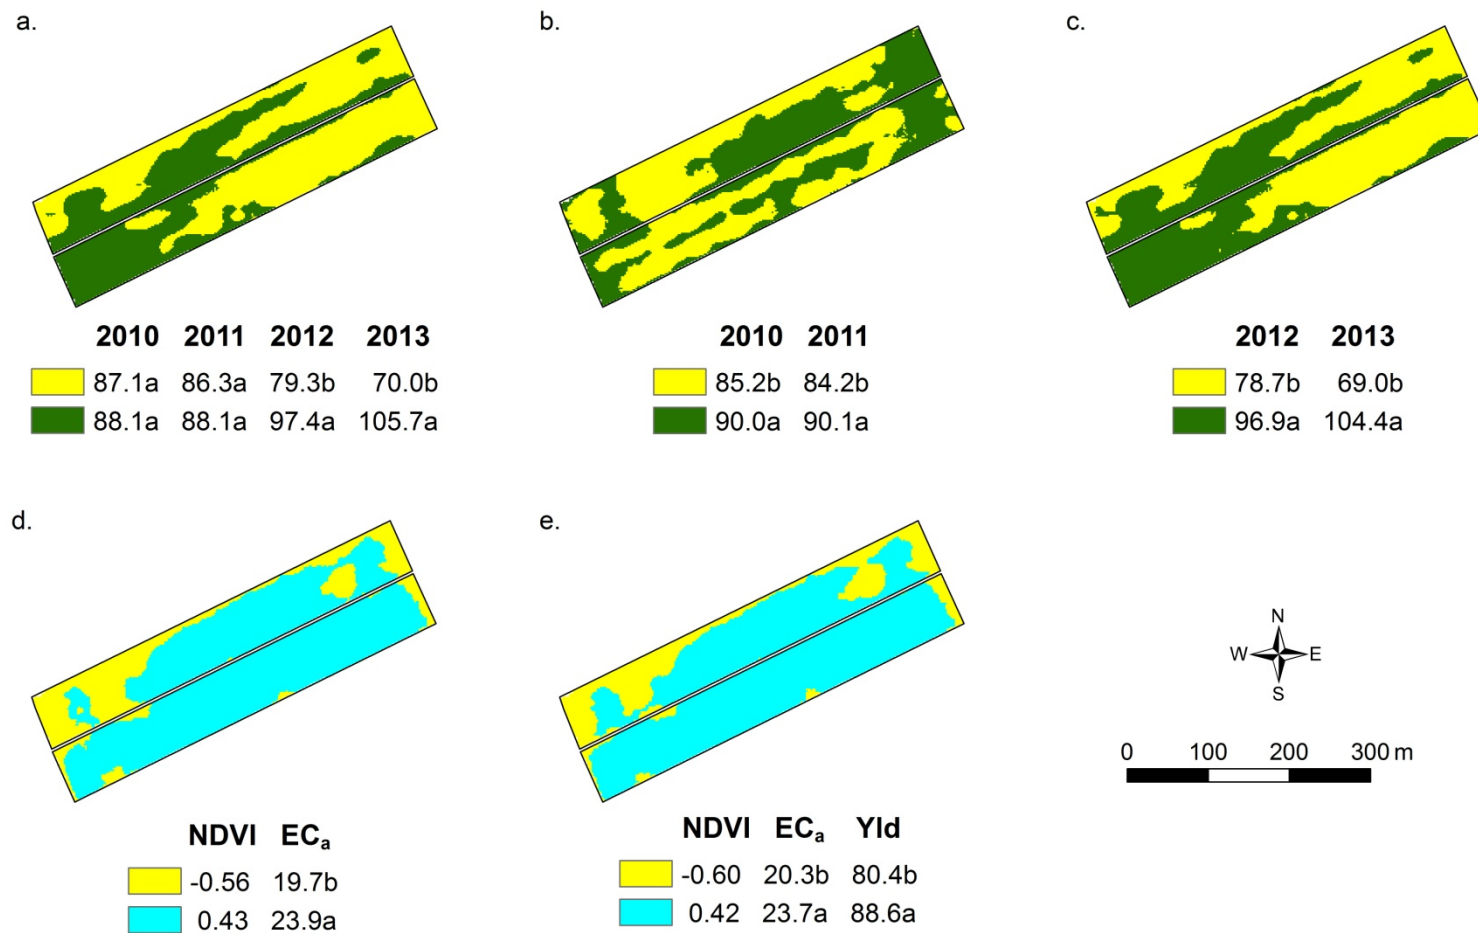 a.
b.
c.
2010 2011 2012 2013
87.1a 86.3a 79.3b 70.0b
88.1a 88.1a 97.4a 105.7a
2010 2011
85.2b 84.2b
90.0a 90.1a
2012 2013
78.7b 69.0b
96.9a 104.4a
d.
e.
NDVI ECa
-0.56 19.7b
0.43 23.9a
NDVI ECa Yld
-0.60 20.3b 80.4b
0.42 23.7a 88.6a
N
W E
S
0 100 200 300 m